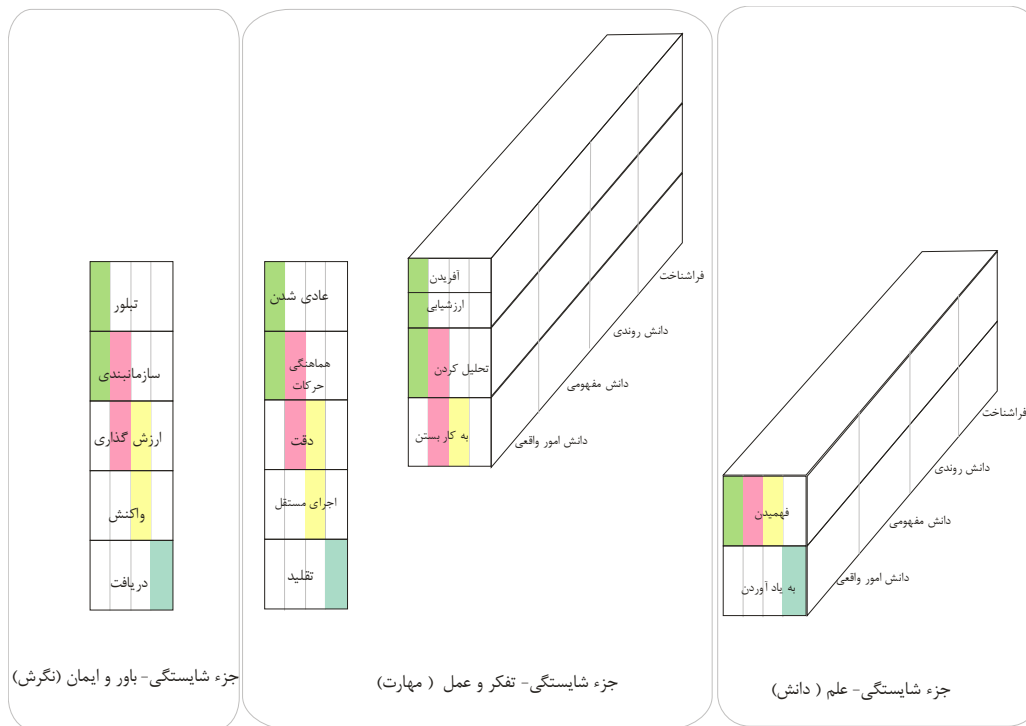 فراشناخت
دانش روندی
دانش مفهومی
دانش امور واقعی
فهمیدن
به یاد آوردن
جزء شایستگی- علم ( دانش)
فراشناخت
دانش روندی
دانش مفهومی
دانش امور واقعی
آفریدن
ارزشیابی
تحلیل کردن
به کار بستن
عادی شدن
هماهنگی
حرکات
دقت
اجرای مستقل
تقلید
جزء شایستگی- تفکر و عمل ( مهارت)
تبلور
سازمانبندی
ارزش گذاری
واکنش
دریافت
جزء شایستگی- باور و ایمان (نگرش)